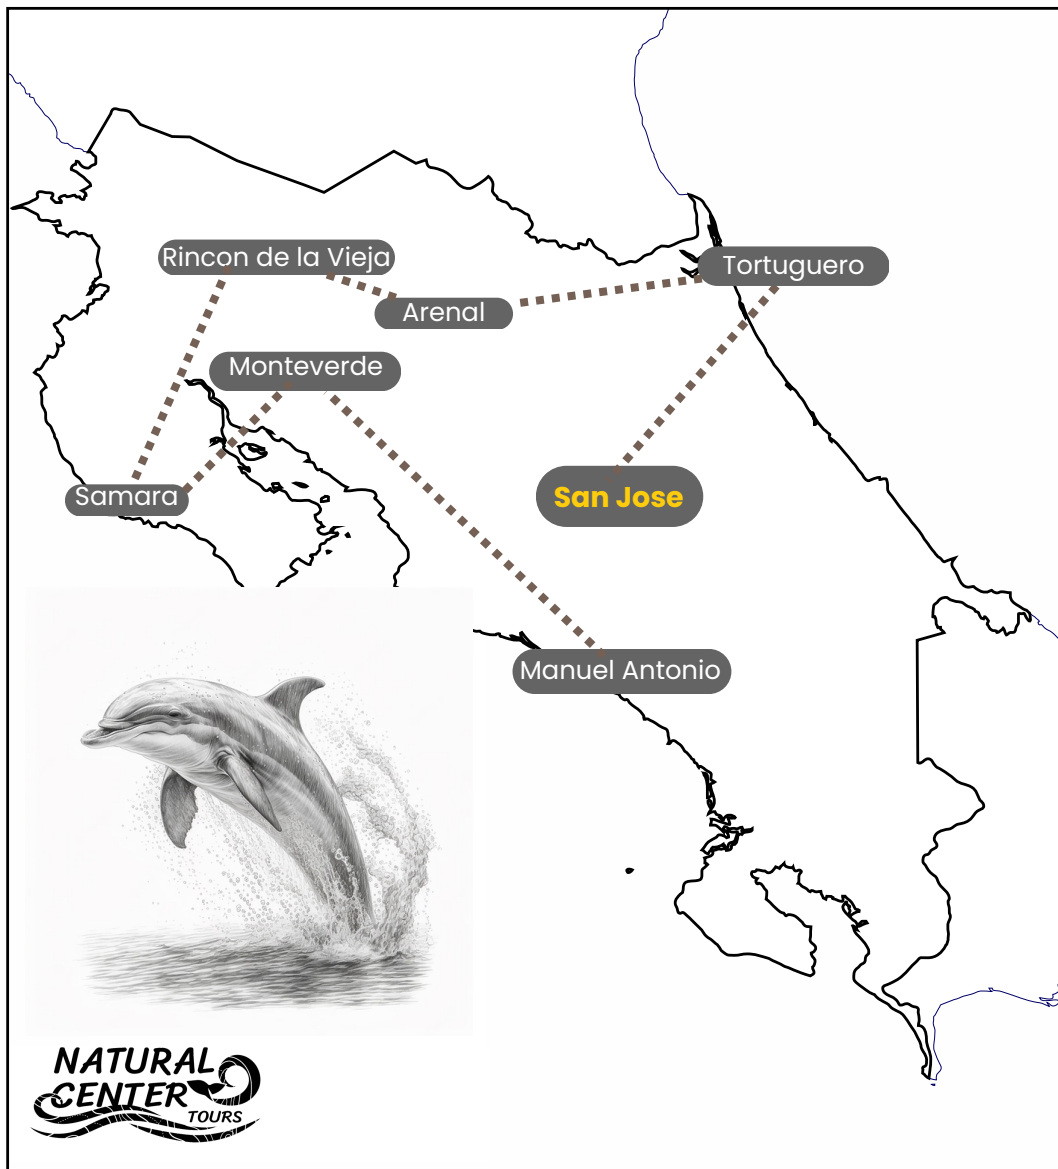 Rincon de la Vieja
Tortuguero
Arenal
Monteverde
Samara
San Jose
Manuel Antonio
NATURAL
CENTER
TOURS